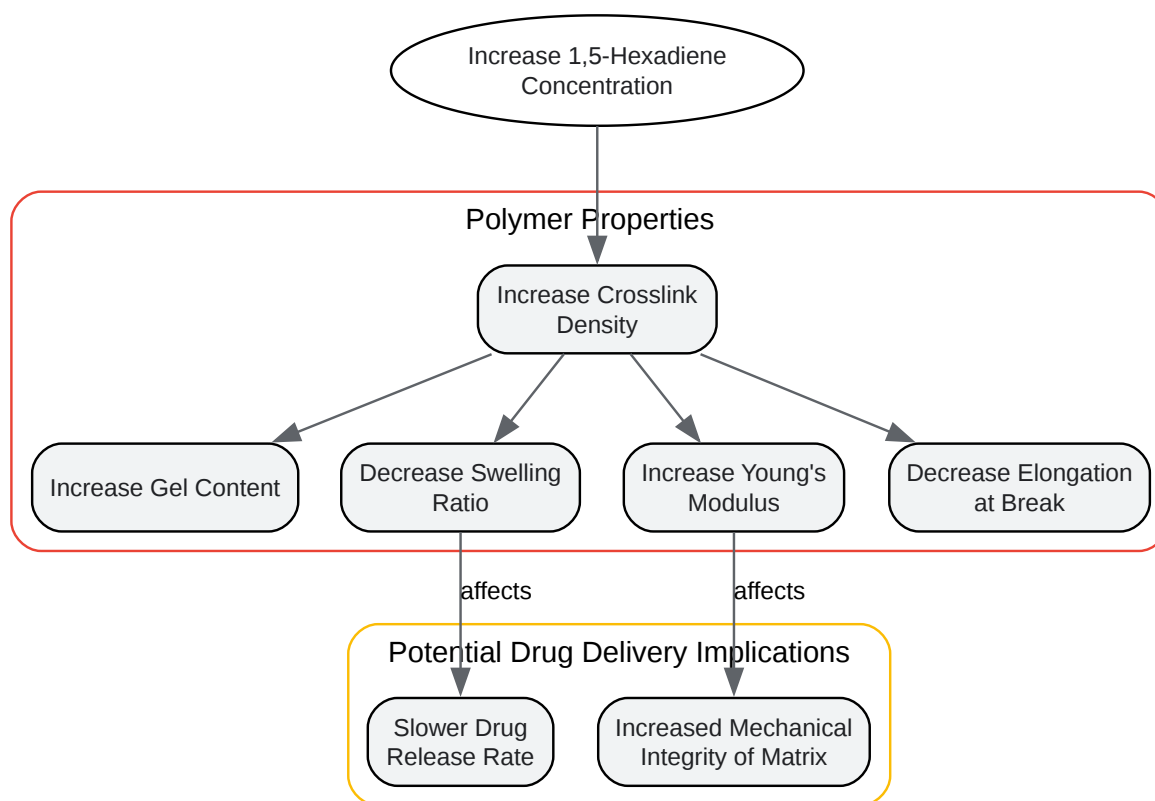 Increase 1,5-Hexadiene
Concentration
Polymer Properties
Increase Crosslink
Density
Increase Gel Content
Decrease Swelling
Ratio
Increase Young's
Modulus
Decrease Elongation
at Break
affects
affects
Potential Drug Delivery Implications
Slower Drug
Release Rate
Increased Mechanical
Integrity of Matrix